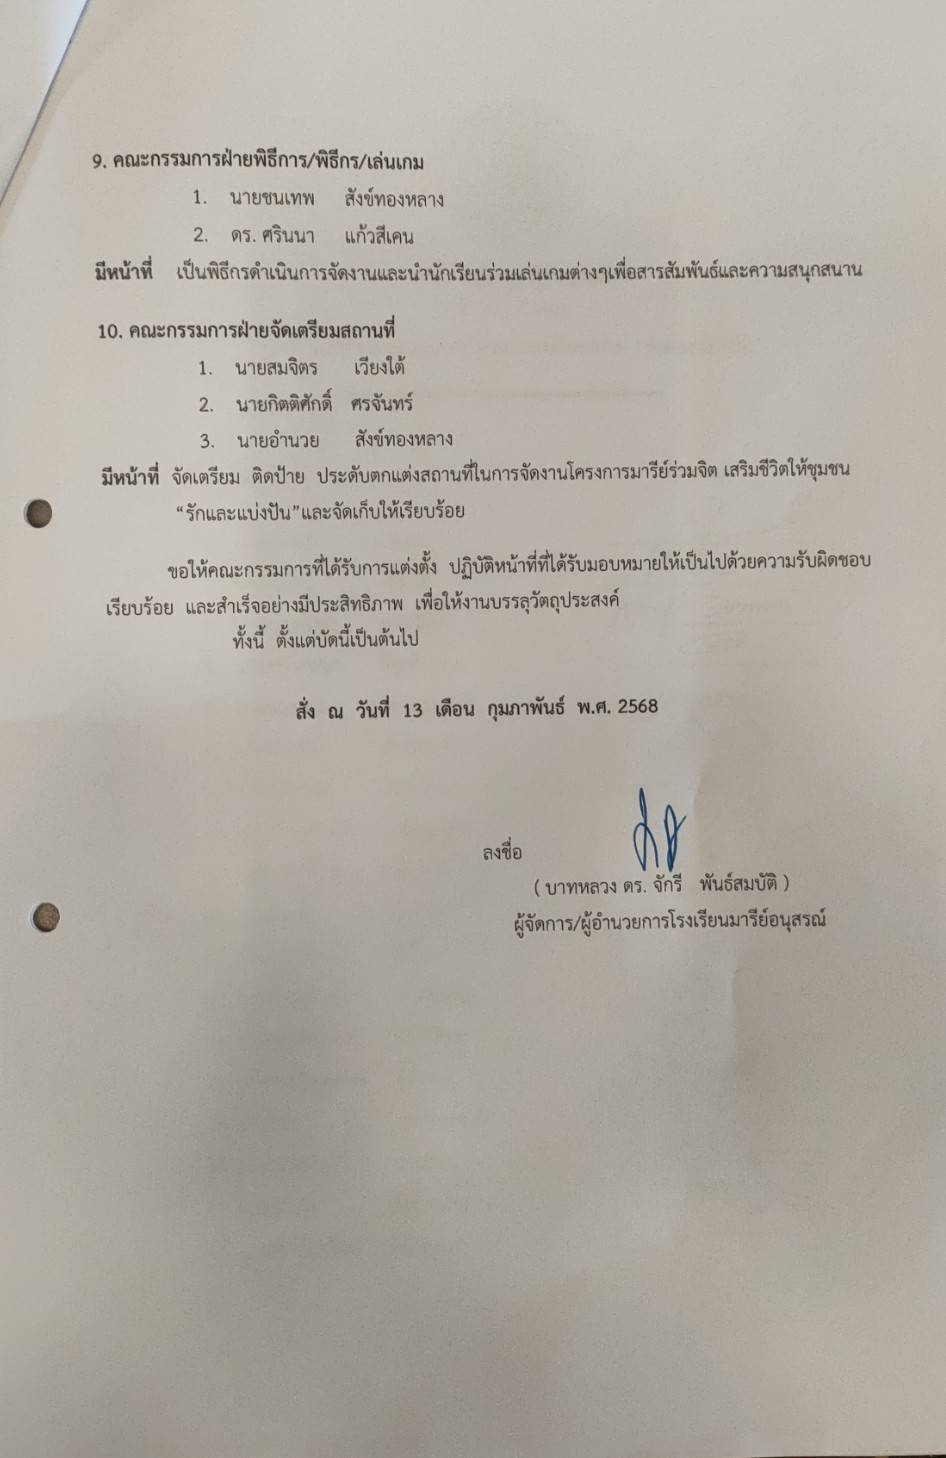 9. คณะกรรมการฝ่ายพิธีการ/พิธีกร/เล่นเกม
1. นายชนเทพ สังข์ทองหลาง
2. ดร. ศรินนา แก้วสีเคน
มีหน้าที่ เป็นพิธีกรดำเนินการจัดงานและนำนักเรียนร่วมเล่นเกมต่างๆเพื่อสารสัมพันธ์และความสนุกสนาน
10. คณะกรรมการฝ่ายจัดเตรียมสถานที่
1. นายสมจิตร เวียงใต้
2. นายกิตติศักดิ์ ศรจันทร์
3. นายอำนวย สังข์ทองหลาง
มีหน้าที่ จัดเตรียม ติดป้าย ประดับตกแต่งสถานที่ในการจัดงานโครงการมารีย์ร่วมจิต เสริมชีวิตให้ชุมชน
“รักและแบ่งปัน”และจัดเก็บให้เรียบร้อย
ขอให้คณะกรรมการที่ได้รับการแต่งตั้ง ปฏิบัติหน้าที่ที่ได้รับมอบหมายให้เป็นไปด้วยความรับผิดชอบ
เรียบร้อย และสำเร็จอย่างมีประสิทธิภาพ เพื่อให้งานบรรลุวัตถุประสงค์
ทั้งนี้ ตั้งแต่บัดนี้เป็นต้นไป
สั่ง ณ วันที่ 13 เดือน กุมภาพันธ์ พ.ศ. 2568
ลงชื่อ
( บาทหลวง ดร. จักรี พันธ์สมบัติ )
ผู้จัดการ/ผู้อำนวยการโรงเรียนมารีย์อนุสรณ์